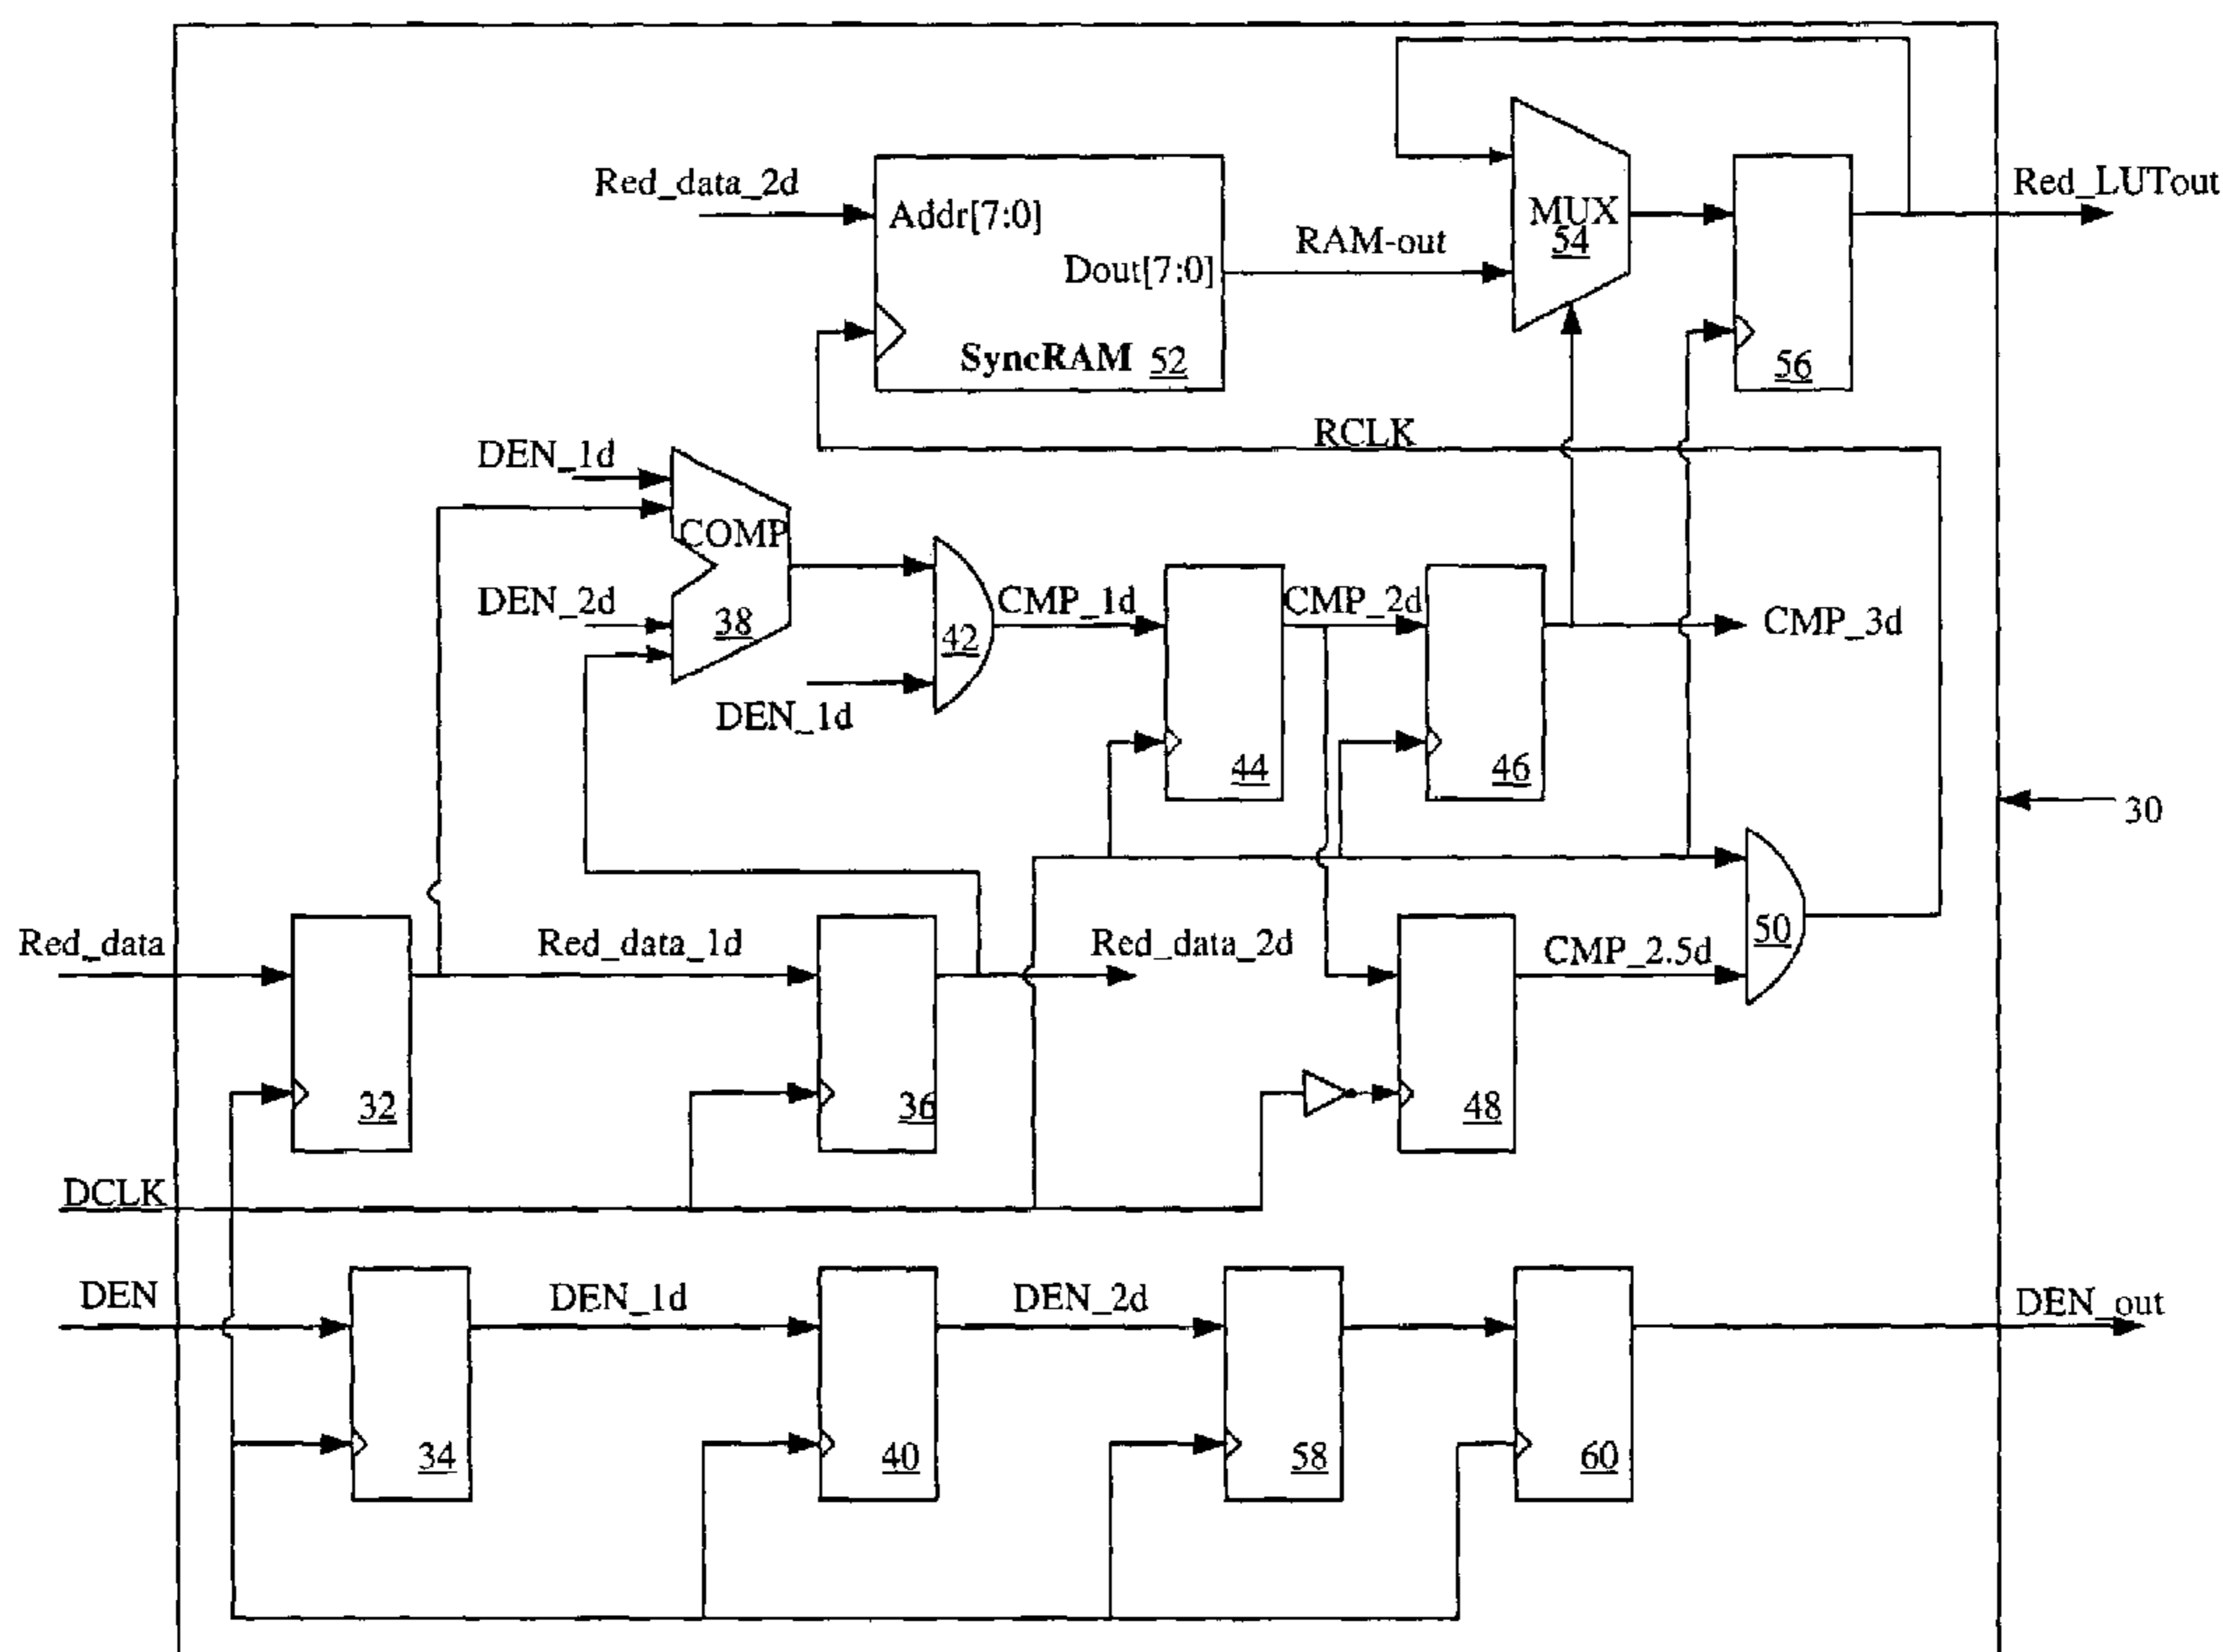 Red_data_2d
Addr[7:0]
Dout[7:0]
SyncRAM 52
RAM-out
MUX
54
56
Red_LUTout
RCLK
DEN_1d
COMP
DEN_2d
38
DEN_1d
42
CMP_1d
44
CMP_2d
46
CMP_3d
30
Red_data
32
Red_data_1d
36
Red_data_2d
48
CMP_2.5d
50
DCLK
DEN
34
DEN_1d
40
DEN_2d
58
60
DEN_out